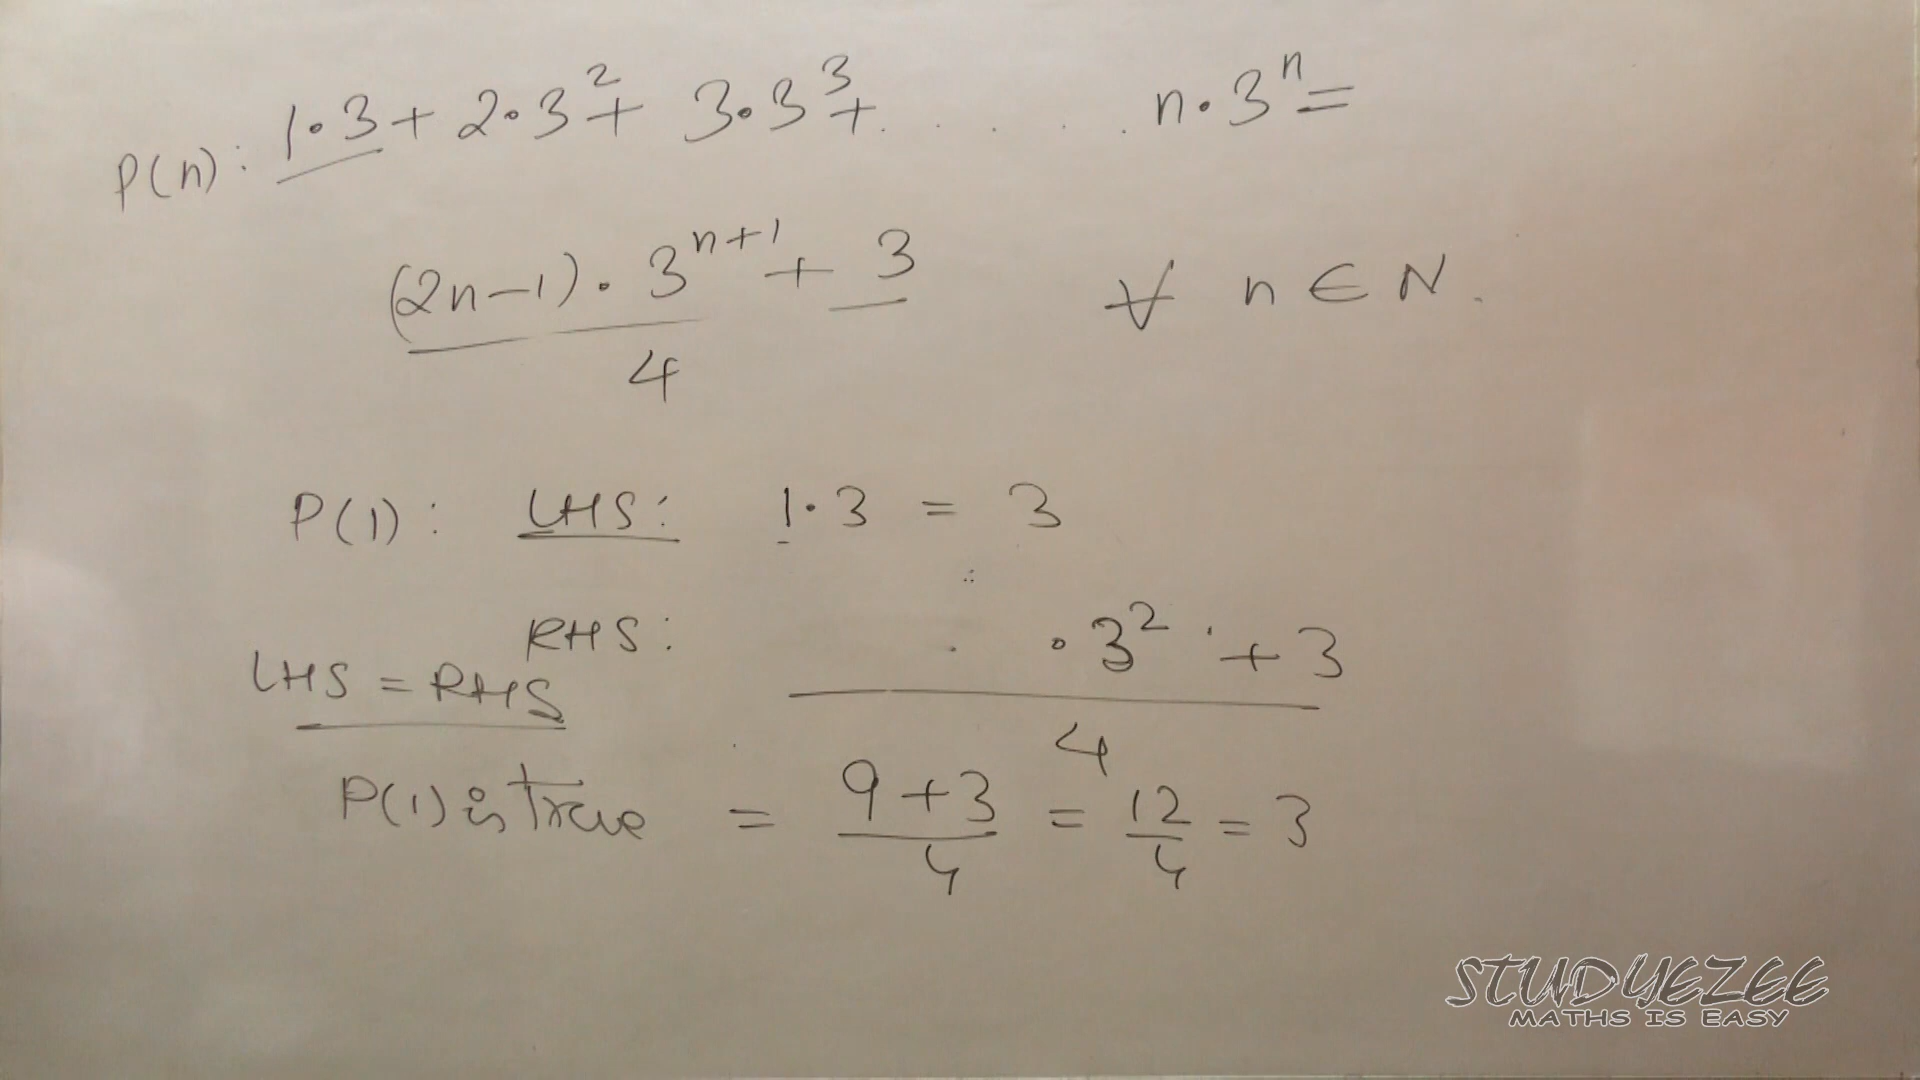 P(n): 1·3 + 2·3² + 3·3³ + . . . . . . n·3ⁿ =
(2n-1)·3ⁿ⁺¹ + 3 ∀ n ∈ N.
4
P(1): LHS: 1·3 = 3
RHS: ·3² + 3
4
LHS = RHS
P(1) is True = 9+3 = 12 = 3
4 4
STUDYEZEE
MATHS IS EASY